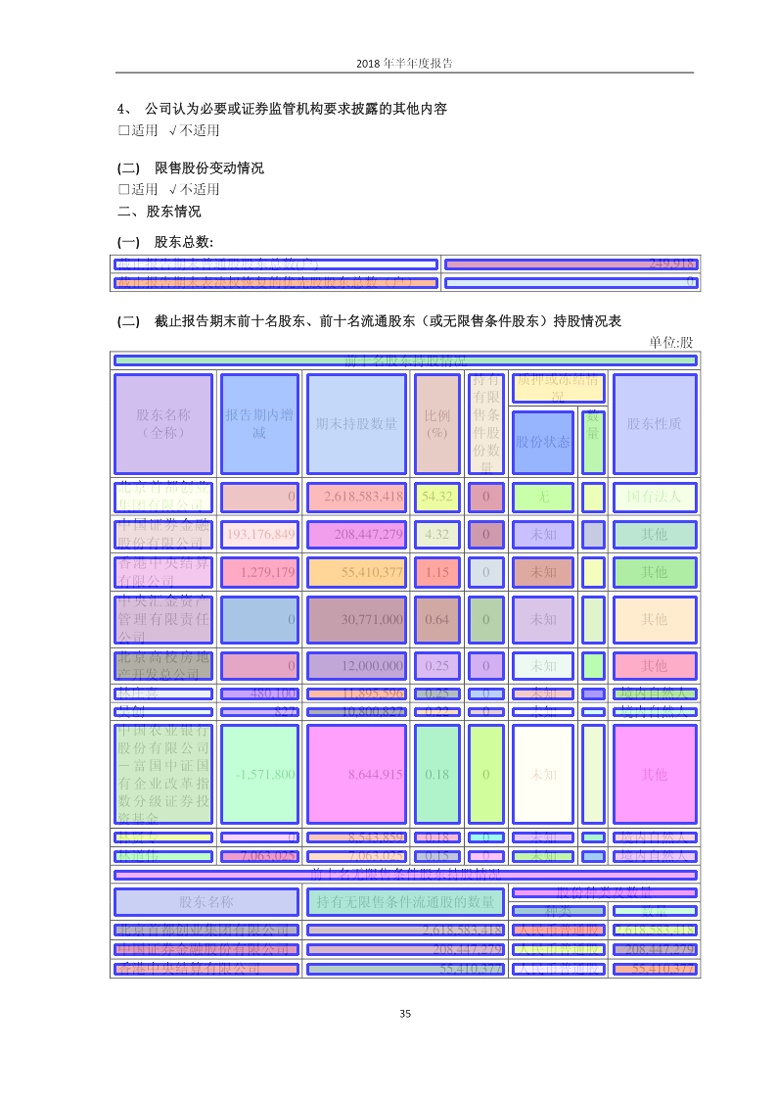 2018 年半年度报告
4、 公司认为必要或证券监管机构要求披露的其他内容
□适用 √不适用
(二) 限售股份变动情况
□适用 √不适用
二、股东情况
(一) 股东总数:
截止报告期末普通股股东总数(户) 249,918
截止报告期末表决权恢复的优先股股东总数（户） 0
(二) 截止报告期末前十名股东、前十名流通股东（或无限售条件股东）持股情况表
单位:股
前十名股东持股情况
股东名称（全称） 报告期内增减 期末持股数量 比例(%) 持有有限售条件股份数量 质押或冻结情况 股东性质
股份状态 数量
北京首都创业集团有限公司 0 2,618,583,418 54.32 0 无 国有法人
中国证券金融股份有限公司 193,176,849 208,447,279 4.32 0 未知 其他
香港中央结算有限公司 1,279,179 55,410,377 1.15 0 未知 其他
中央汇金资产管理有限责任公司 0 30,771,000 0.64 0 未知 其他
北京高校房地产开发总公司 0 12,000,000 0.25 0 未知 其他
480,100 11,895,596 0.25 0 未知 境内自然人
吴创 827 10,800,827 0.22 0 未知 境内自然人
中国农业银行股份有限公司－富国中证国有企业改革指数分级证券投资基金 -1,571,800 8,644,915 0.18 0 未知 其他
0 8,543,859 0.18 0 未知 境内自然人
7,063,025 7,063,025 0.15 0 未知 境内自然人
前十名无限售条件股东持股情况
股东名称 持有无限售条件流通股的数量 股份种类及数量
种类 数量
北京首都创业集团有限公司 2,618,583,418 人民币普通股 2,618,583,418
中国证券金融股份有限公司 208,447,279 人民币普通股 208,447,279
香港中央结算有限公司 55,410,377 人民币普通股 55,410,377
35